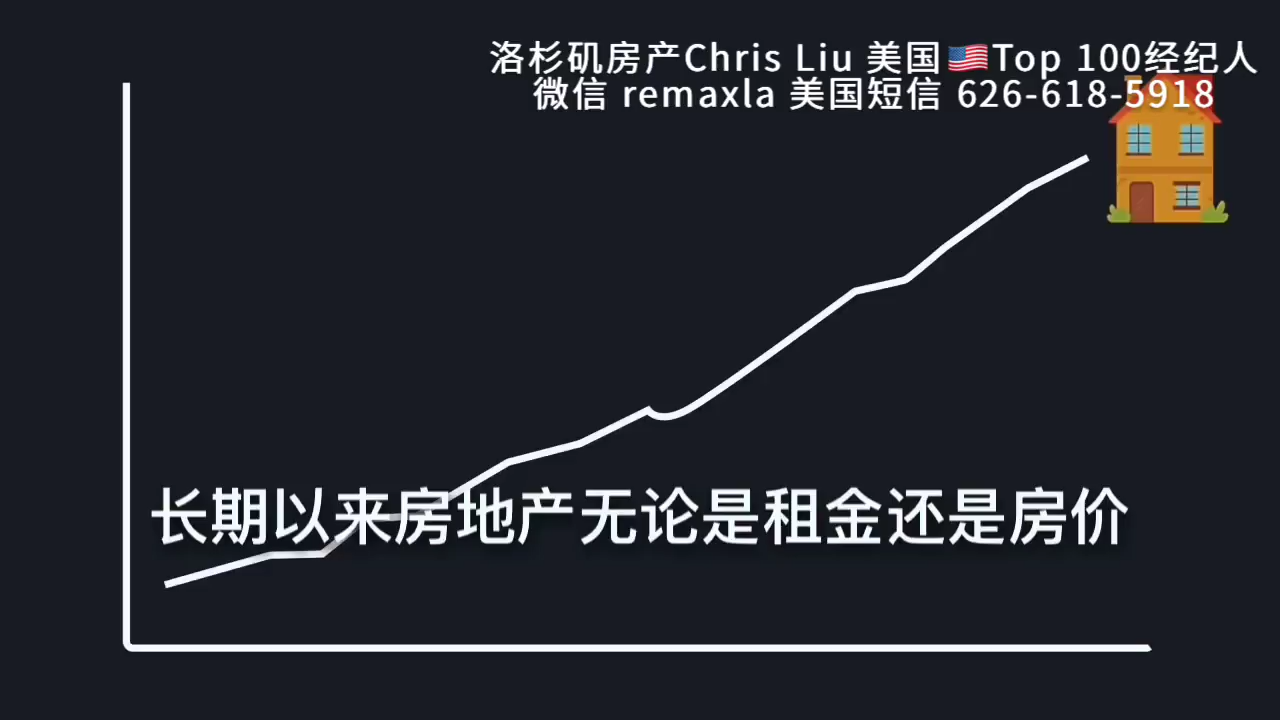 洛杉矶房产Chris Liu 美国🇺🇸Top 100经纪人
微信 remaxla 美国短信 626-618-5918
长期以来房地产无论是租金还是房价